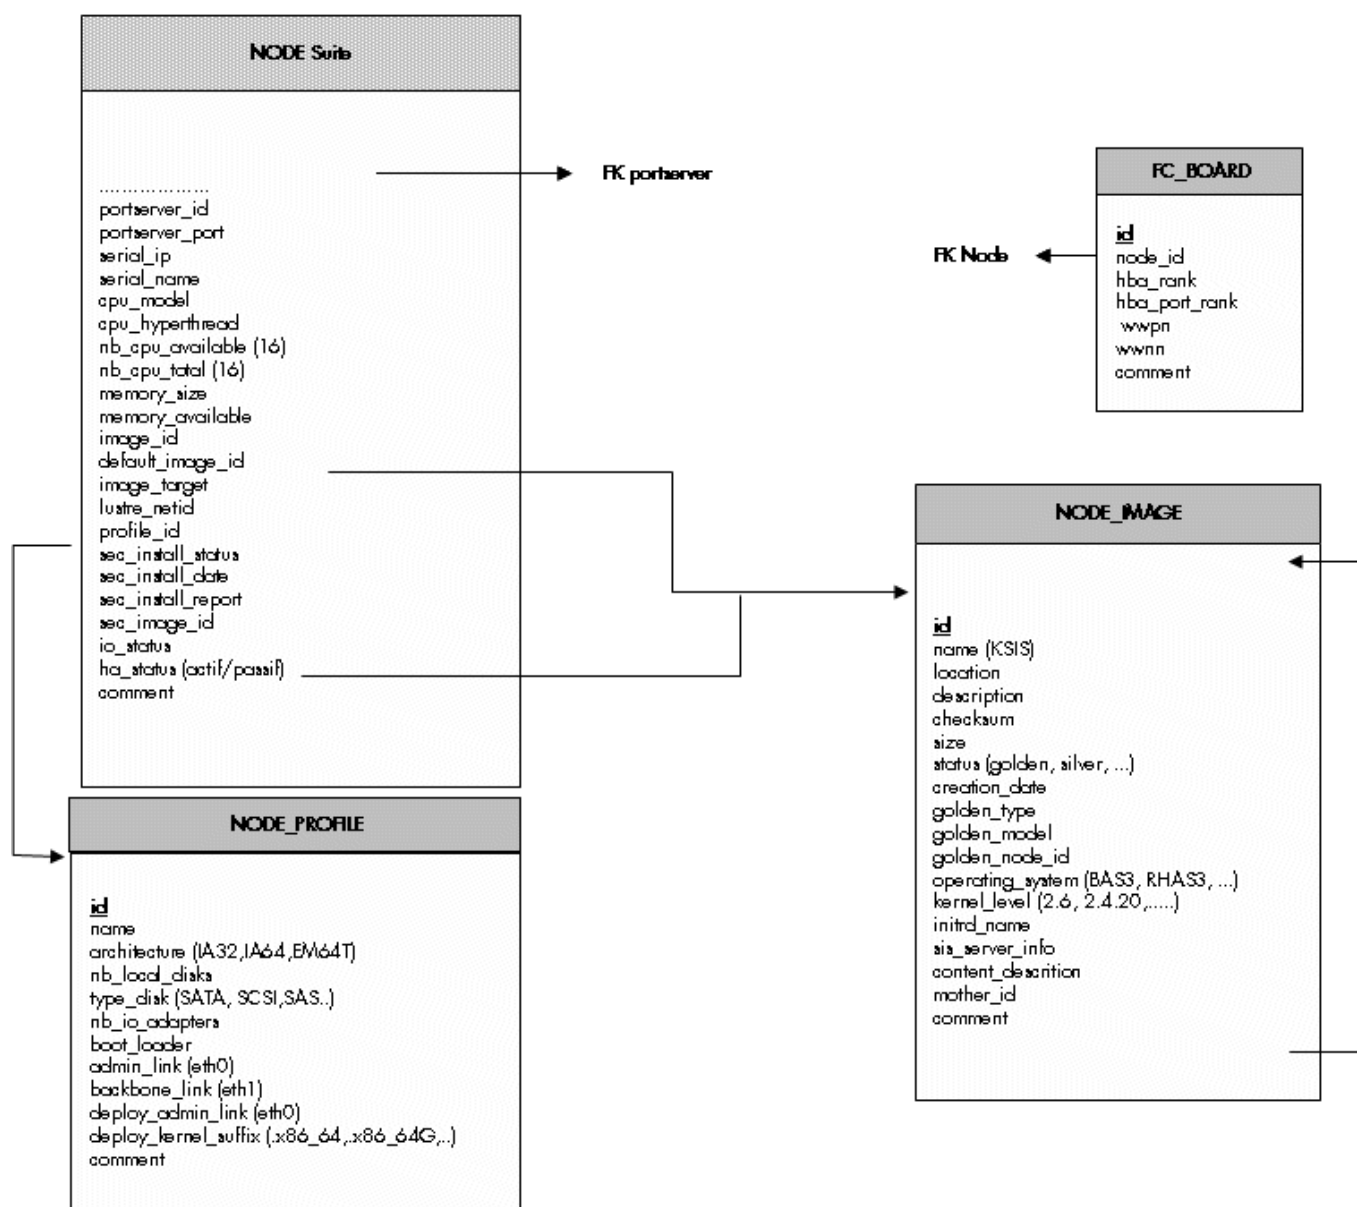 NODE Suite
...................
portserver_id
portserver_port
serial_ip
serial_name
cpu_model
cpu_hyperthread
nb_cpu_available (16)
nb_cpu_total (16)
memory_size
memory_available
image_id
default_image_id
image_target
lustre_netid
profile_id
sec_install_status
sec_install_date
sec_install_report
sec_image_id
io_status
ha_status (actif/passif)
comment
FK portserver
FC_BOARD
id
node_id
hba_rank
hba_port_rank
wwpn
wwnn
comment
FK Node
NODE_IMAGE
id
name (KSIS)
location
description
checksum
size
status (golden, silver, ...)
creation_date
golden_type
golden_model
golden_node_id
operating_system (BAS3, RHAS3, ...)
kernel_level (2.6, 2.4.20,.....)
initrd_name
sis_server_info
content_descrition
mother_id
comment
NODE_PROFILE
id
name
architecture (IA32,IA64,EM64T)
nb_local_disks
type_disk (SATA, SCSI,SAS..)
nb_io_adapters
boot_loader
admin_link (eth0)
backbone_link (eth1)
deploy_admin_link (eth0)
deploy_kernel_suffix (.x86_64,.x86_64G,..)
comment